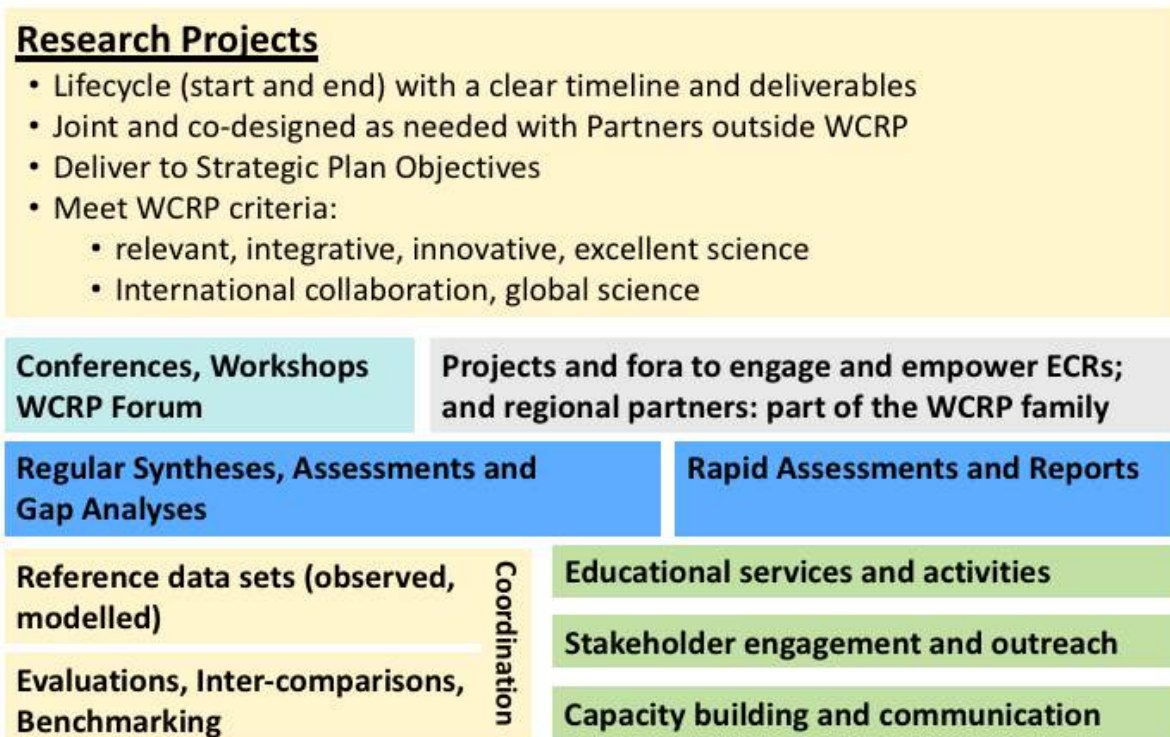 Research Projects
• Lifecycle (start and end) with a clear timeline and deliverables
• Joint and co-designed as needed with Partners outside WCRP
• Deliver to Strategic Plan Objectives
• Meet WCRP criteria:
• relevant, integrative, innovative, excellent science
• International collaboration, global science
Conferences, Workshops
WCRP Forum
Projects and fora to engage and empower ECRs;
and regional partners: part of the WCRP family
Regular Syntheses, Assessments and
Gap Analyses
Rapid Assessments and Reports
Reference data sets (observed,
modelled)
Evaluations, Inter-comparisons,
Benchmarking
Coordination
Educational services and activities
Stakeholder engagement and outreach
Capacity building and communication